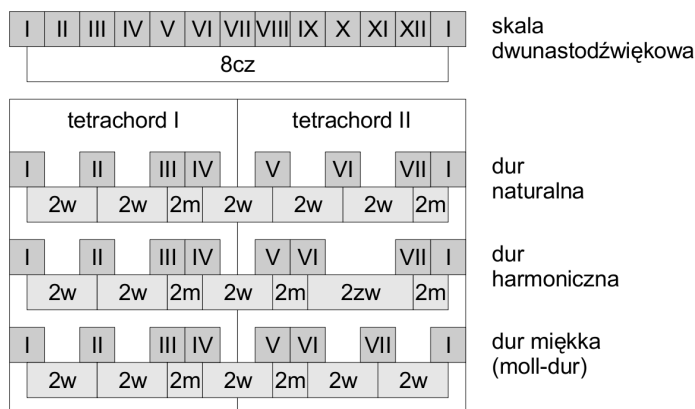 I II III IV V VI VII VIII IX X XI XII I
skala
dwunastodźwiękowa
8cz
tetrachord I
tetrachord II
I II III IV V VI VII I
dur
naturalna
2w 2w 2m 2w 2w 2w 2m
I II III IV V VI VII I
dur
harmoniczna
2w 2w 2m 2w 2m 2zw 2m
I II III IV V VI VII I
dur miękka
(moll-dur)
2w 2w 2m 2w 2m 2w 2w